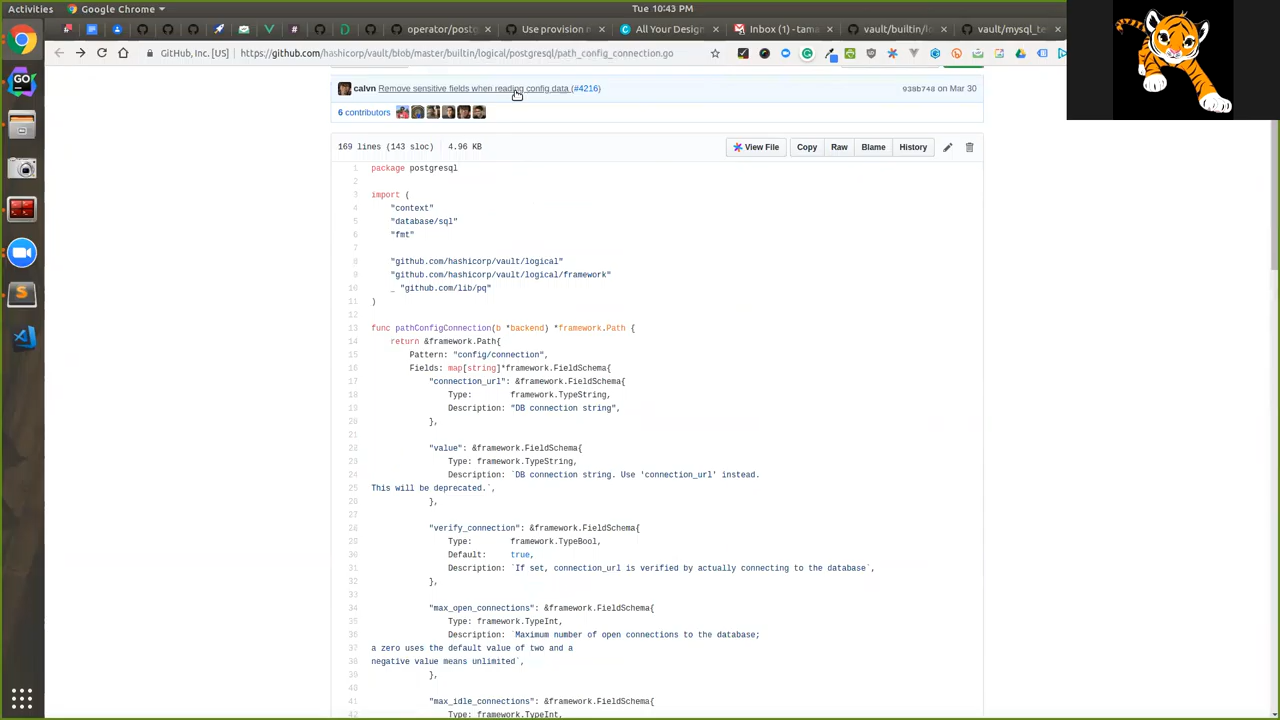 Activities
Google Chrome
Tue 10:43 PM
operator/postg
Use provision r
All Your Design
Inbox (1) - tama
vault/builtin/lo
vault/mysql_te
GitHub, Inc. [US]
https://github.com/hashicorp/vault/blob/master/builtin/logical/postgresql/path_config_connection.go
calvn Remove sensitive fields when reading config data (#4216)
938b748 on Mar 30
6 contributors
169 lines (143 sloc) 4.96 KB
View File
Copy
Raw
Blame
History
1 package postgresql
2
3 import (
4 "context"
5 "database/sql"
6 "fmt"
7
8 "github.com/hashicorp/vault/logical"
9 "github.com/hashicorp/vault/logical/framework"
10 _ "github.com/lib/pq"
11 )
12
13 func pathConfigConnection(b *backend) *framework.Path {
14 return &framework.Path{
15 Pattern: "config/connection",
16 Fields: map[string]*framework.FieldSchema{
17 "connection_url": &framework.FieldSchema{
18 Type: framework.TypeString,
19 Description: "DB connection string",
20 },
21
22 "value": &framework.FieldSchema{
23 Type: framework.TypeString,
24 Description: `DB connection string. Use 'connection_url' instead.
25 This will be deprecated.`,
26 },
27
28 "verify_connection": &framework.FieldSchema{
29 Type: framework.TypeBool,
30 Default: true,
31 Description: `If set, connection_url is verified by actually connecting to the database`,
32 },
33
34 "max_open_connections": &framework.FieldSchema{
35 Type: framework.TypeInt,
36 Description: `Maximum number of open connections to the database;
37 a zero uses the default value of two and a
38 negative value means unlimited`,
39 },
40
41 "max_idle_connections": &framework.FieldSchema{
42 Type: framework.TypeInt,